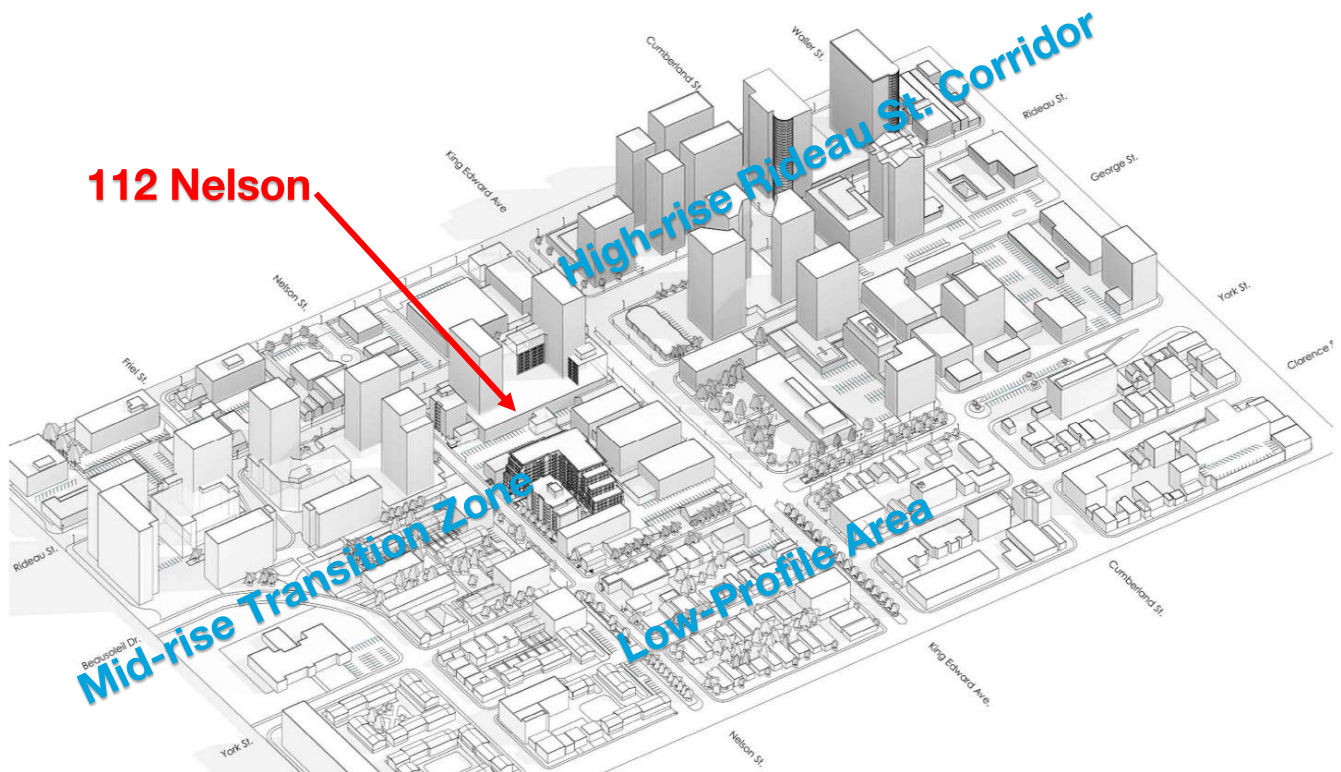 Waller St.
Cumberland St.
High-rise Rideau St. Corridor
Rideau St.
King Edward Ave
112 Nelson
George St.
Nelson St.
York St.
Clarence S
Friel St.
Rideau St.
Mid-rise Transition Zone
Low-Profile Area
Cumberland St.
Beausoleil Dr.
King Edward Ave.
York St.
Nelson St.